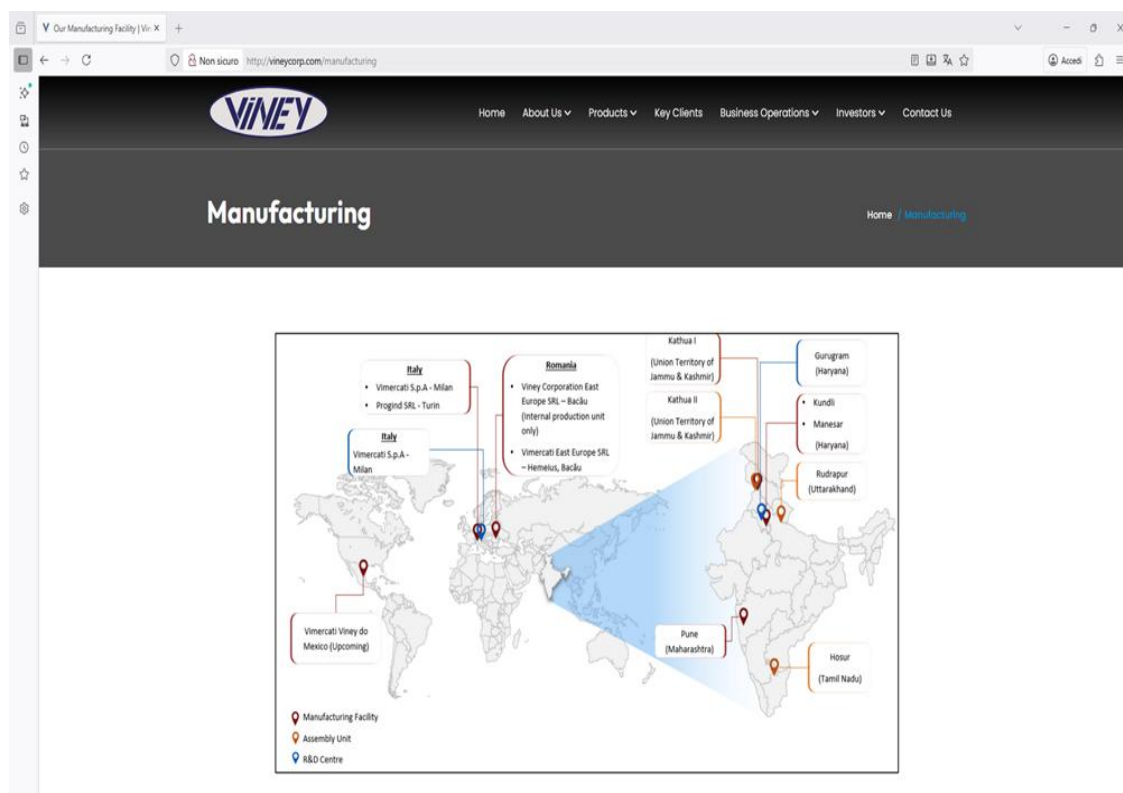 Our Manufacturing Facility | Vin
Non sicuro http://vineycorp.com/manufacturing
Accedi
VINEY
Home About Us Products Key Clients Business Operations Investors Contact Us
Manufacturing
Home / Manufacturing
Italy
• Vimercati S.p.A - Milan
• Progind SRL - Turin
Italy
Vimercati S.p.A -
Milan
Romania
• Viney Corporation East
Europe SRL – Bacău
(Internal production unit
only)
• Vimercati East Europe SRL
– Hemeius, Bacău
Kathua I
(Union Territory of
Jammu & Kashmir)
Kathua II
(Union Territory of
Jammu & Kashmir)
Gurugram
(Haryana)
• Kundli
• Manesar
(Haryana)
Rudrapur
(Uttarakhand)
Vimercati Viney do
Mexico (Upcoming)
Pune
(Maharashtra)
Hosur
(Tamil Nadu)
Manufacturing Facility
Assembly Unit
R&D Centre